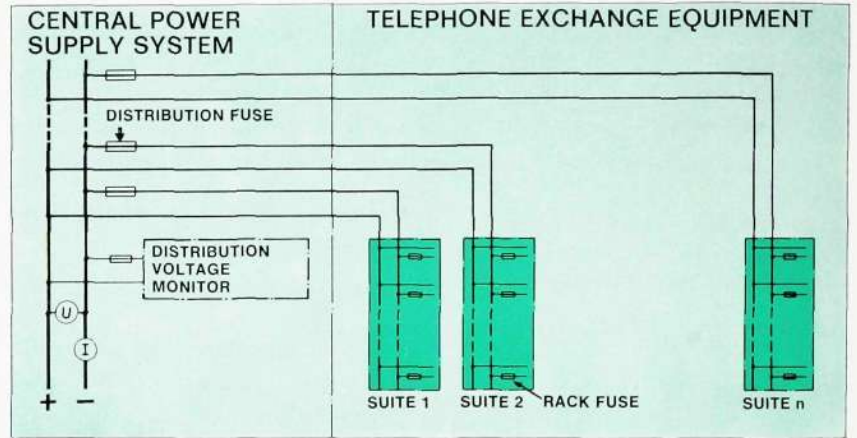 CENTRAL POWER
SUPPLY SYSTEM
TELEPHONE EXCHANGE EQUIPMENT
DISTRIBUTION FUSE
DISTRIBUTION
VOLTAGE
MONITOR
U
I
+ −
SUITE 1
SUITE 2
RACK FUSE
SUITE n